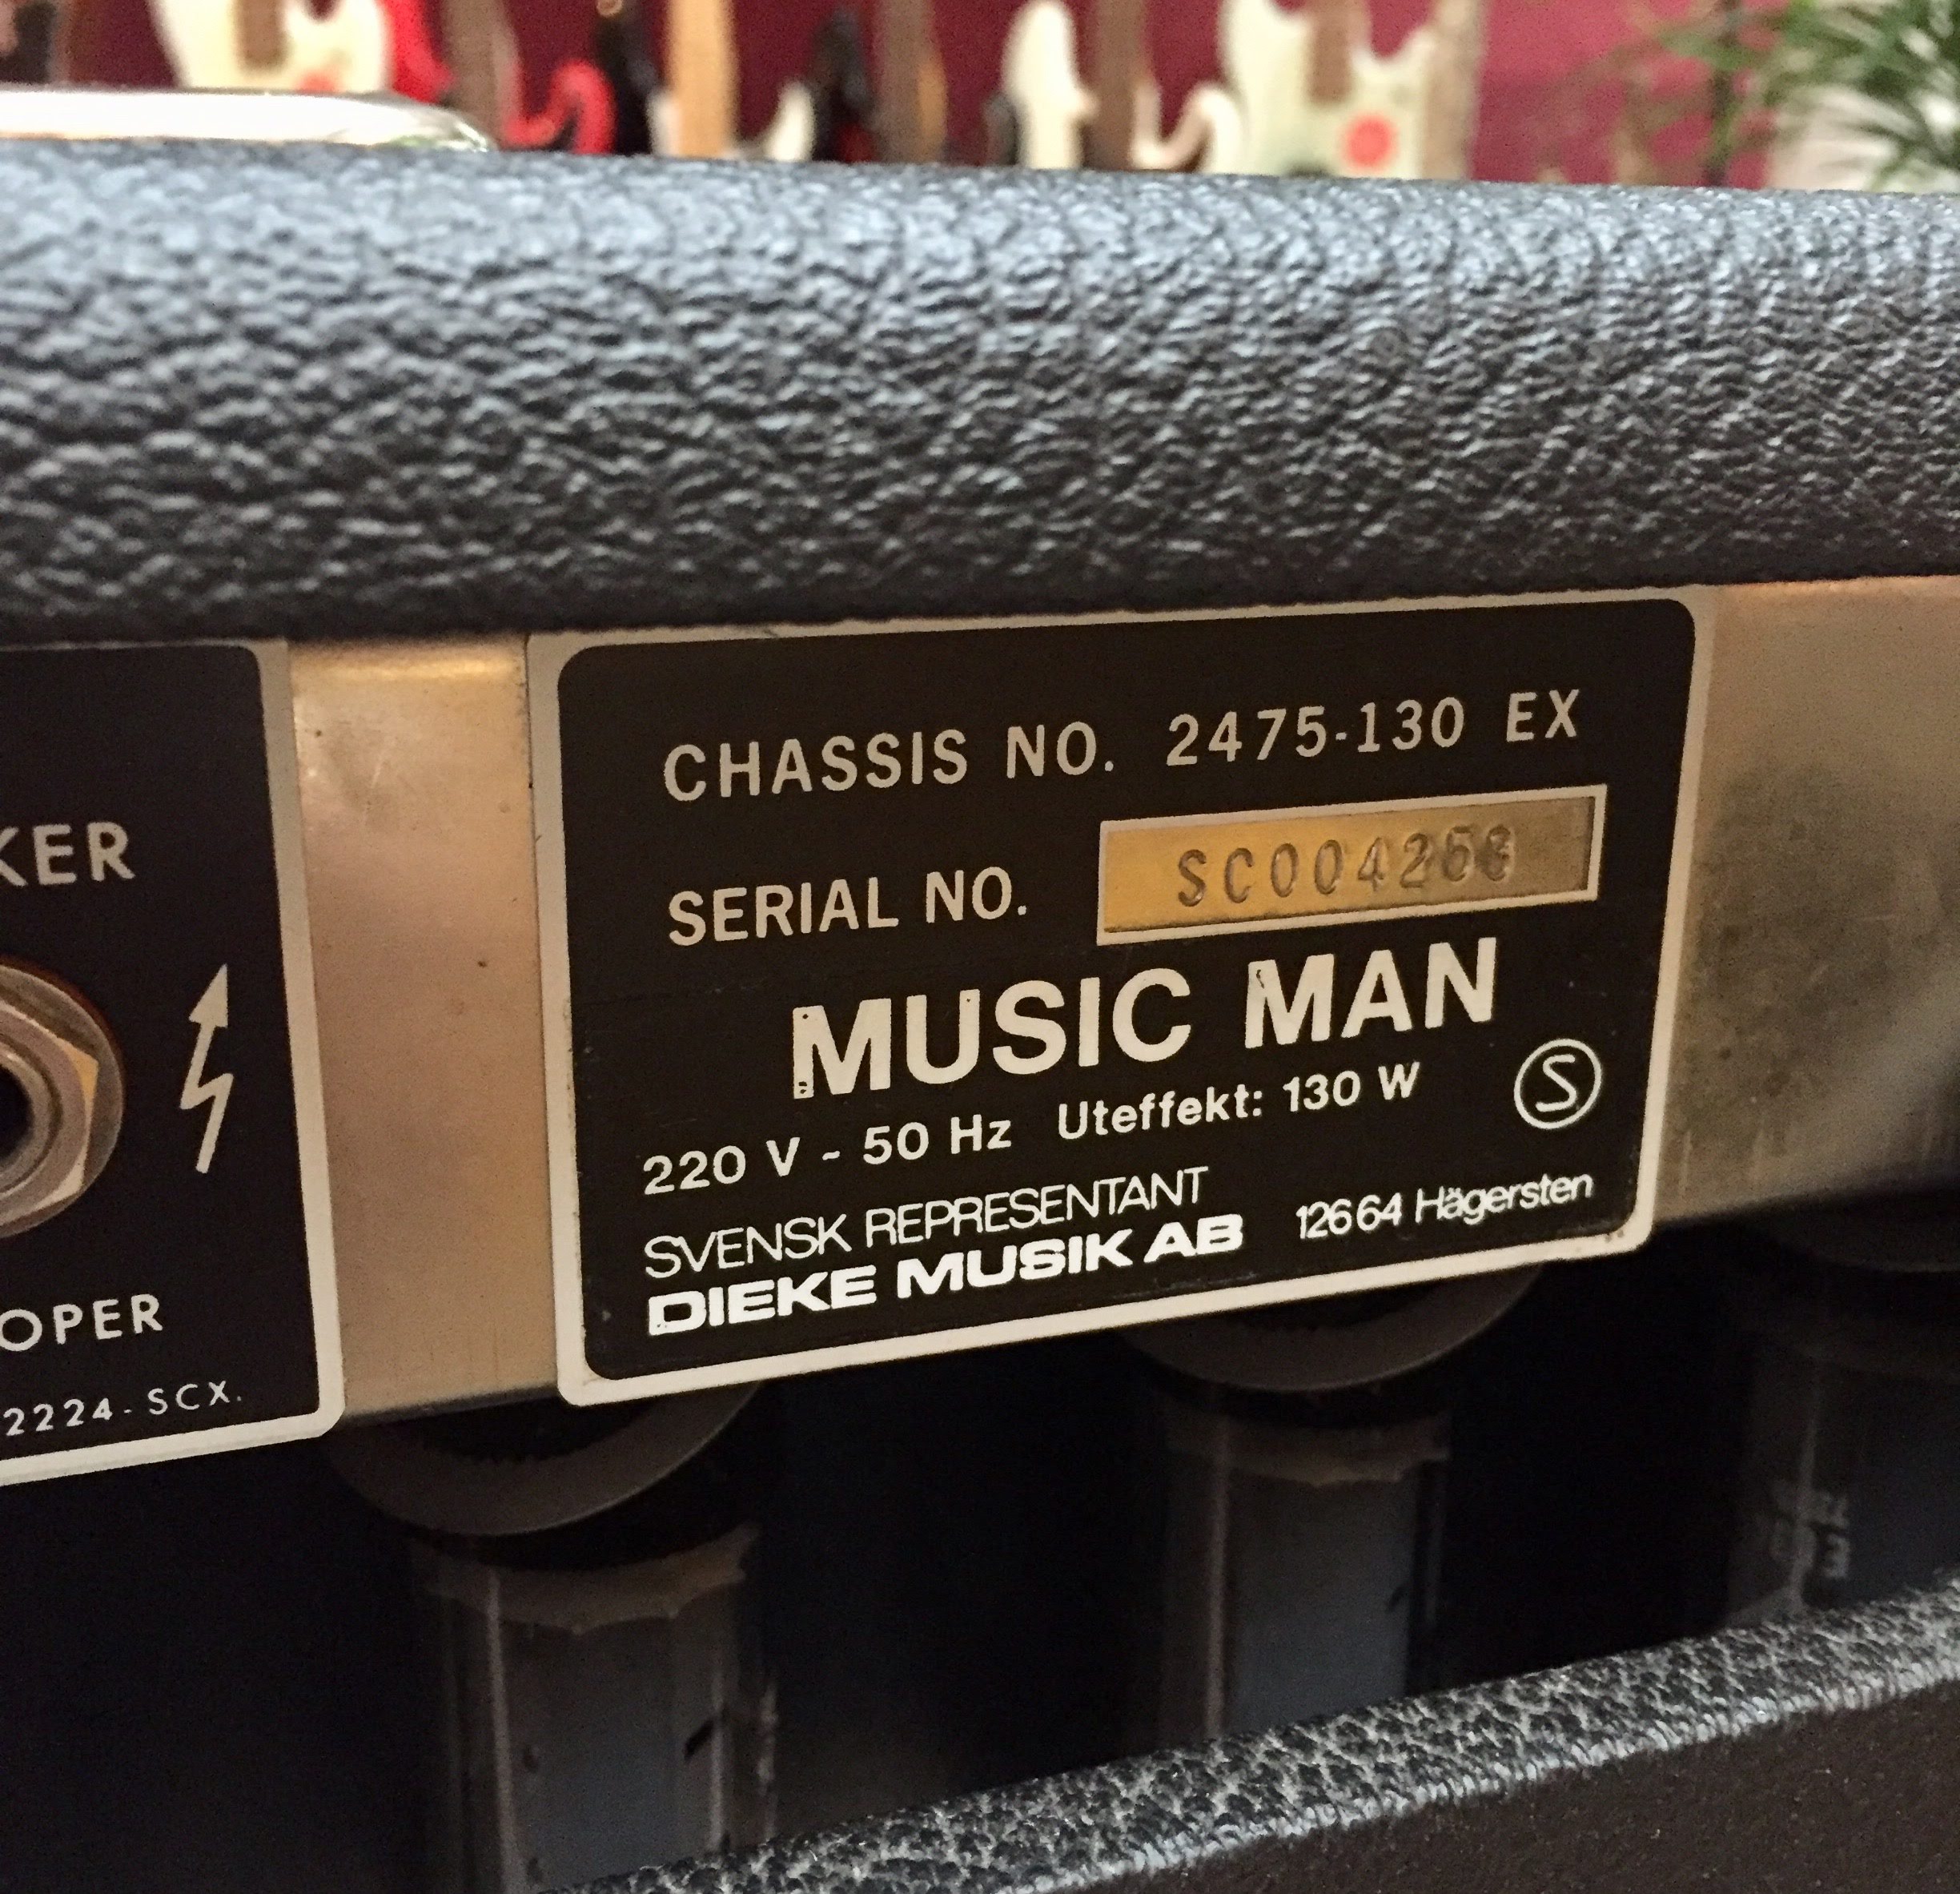 KER
OPER
2224-SCX.
CHASSIS NO. 2475-130 EX
SERIAL NO.
MUSIC MAN
220 V ~ 50 Hz Uteffekt: 130 W
S
SVENSK REPRESENTANT
DIEKE MUSIK AB 12664 Hägersten